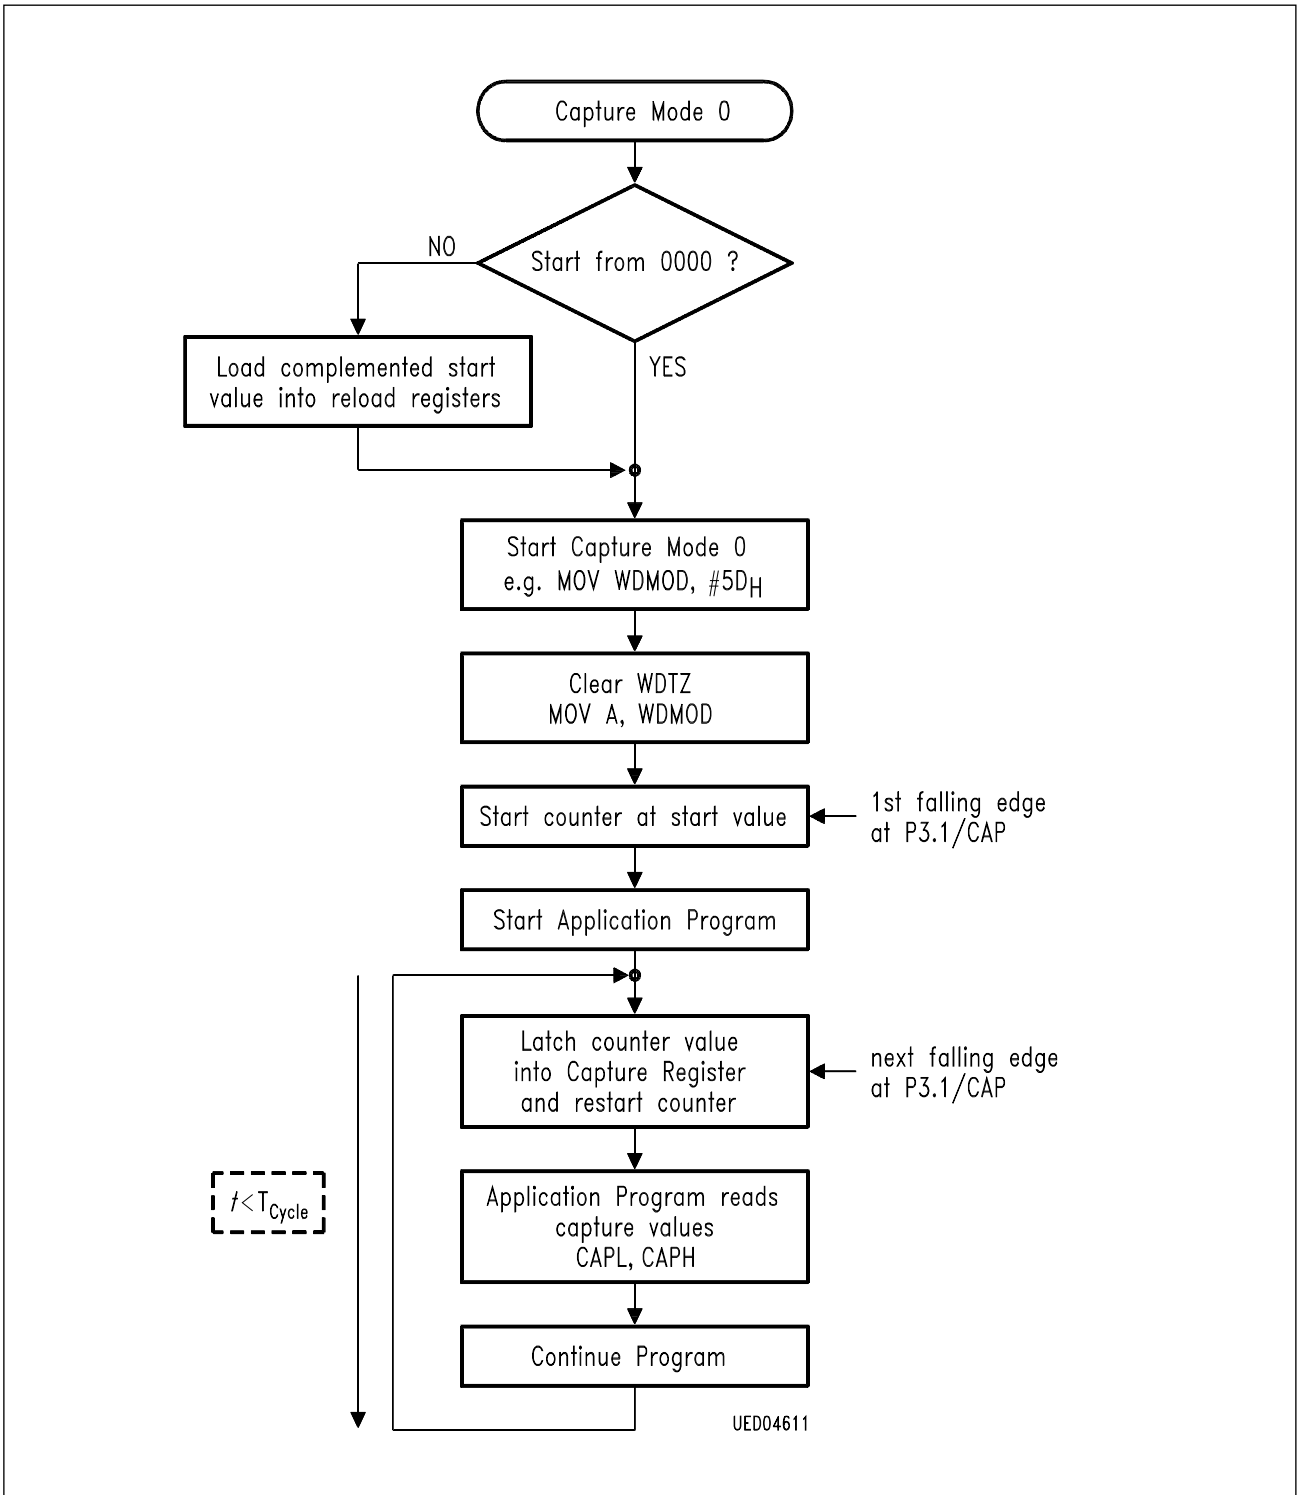 Capture Mode 0
Start from 0000 ?
NO
YES
Load complemented start
value into reload registers
Start Capture Mode 0
e.g. MOV WDMOD, #5DH
Clear WDTZ
MOV A, WDMOD
Start counter at start value
1st falling edge
at P3.1/CAP
Start Application Program
Latch counter value
into Capture Register
and restart counter
next falling edge
at P3.1/CAP
t<TCycle
Application Program reads
capture values
CAPL, CAPH
Continue Program
UED04611